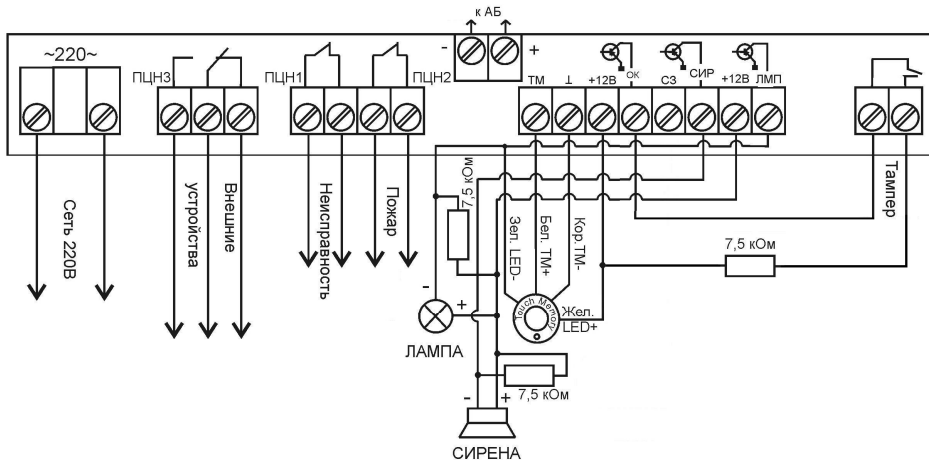 к АБ
~220~
- +
ПЦН3
ПЦН1
ПЦН2
ТМ
⊥
+12В
ОК
СЗ
СИР
+12В
ЛМП
Сеть 220В
устройства
Внешние
Неисправность
Пожар
7,5 кОм
Зел. LED-
Бел. ТМ+
Кор.ТМ-
Тампер
7,5 кОм
- +
Touch Memory
Жел.
LED+
ЛАМПА
7,5 кОм
- +
СИРЕНА